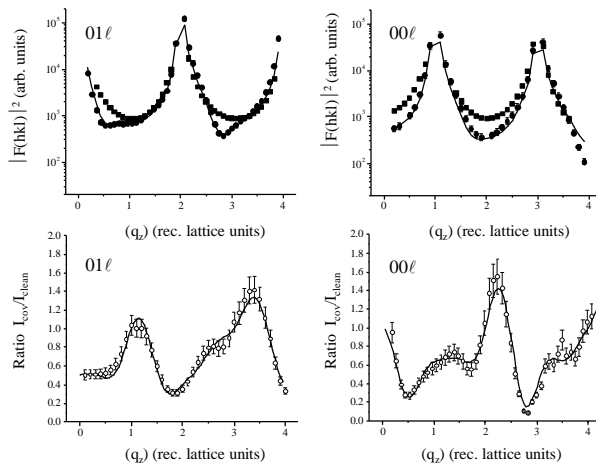 01ℓ
|F(hkl)|² (arb. units)
10⁵
10⁴
10³
10²
0 1 2 3 4
(q_z) (rec. lattice units)
00ℓ
|F(hkl)|² (arb. units)
10⁵
10⁴
10³
10²
0 1 2 3 4
(q_z) (rec. lattice units)
01ℓ
Ratio I_cov/I_clean
2.0
1.8
1.6
1.4
1.2
1.0
0.8
0.6
0.4
0.2
0.0
0 1 2 3 4
(q_z) (rec. lattice units)
00ℓ
Ratio I_cov/I_clean
2.0
1.8
1.6
1.4
1.2
1.0
0.8
0.6
0.4
0.2
0.0
0 1 2 3 4
(q_z) (rec. lattice units)